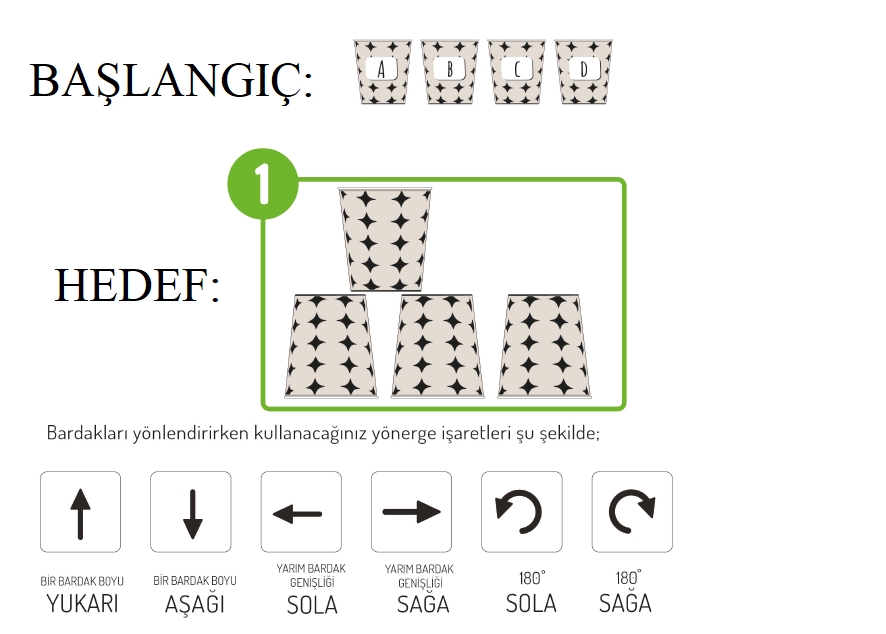 BAŞLANGIÇ:
A B C D
1
HEDEF:
Bardakları yönlendirirken kullanacağınız yönerge işaretleri şu şekilde;
BİR BARDAK BOYU
YUKARI
BİR BARDAK BOYU
AŞAĞI
YARIM BARDAK
GENİŞLİĞİ
SOLA
YARIM BARDAK
GENİŞLİĞİ
SAĞA
180°
SOLA
180°
SAĞA